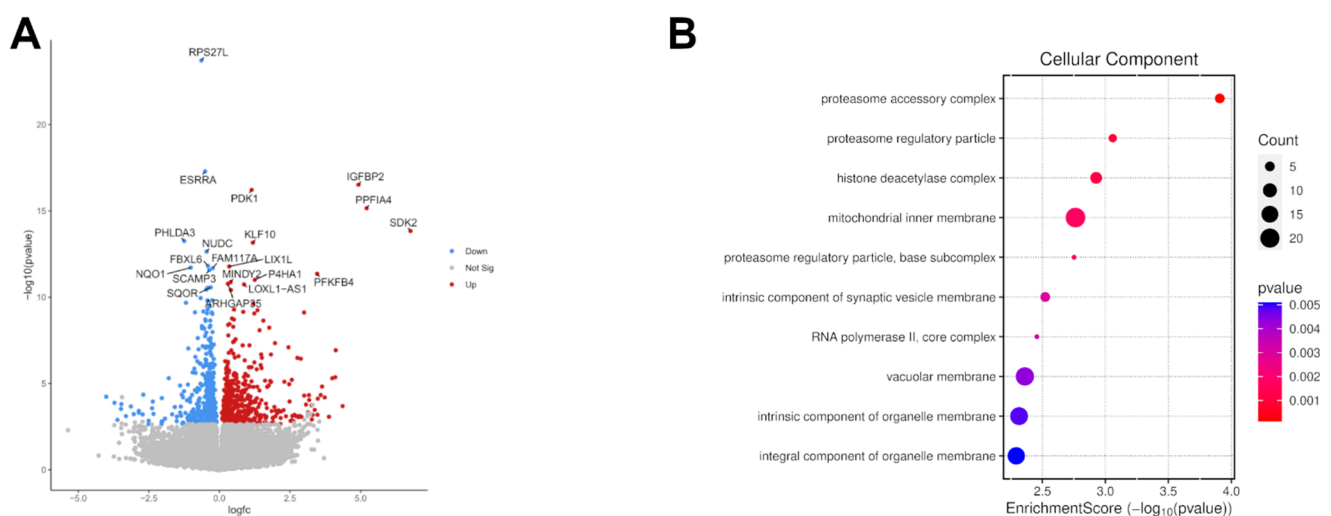 A
RPS27L
20
ESRRA
PDK1
IGFBP2
PPFIA4
15
SDK2
PHLDA3
NUDC
KLF10
FBXL6
FAM117A
LIX1L
NQO1
SCAMP3
MINDY2
P4HA1
PFKFB4
SQOR
LOXL1−AS1
ARHGAP35
10
5
0
−log10(pvalue)
−5.0
−2.5
0.0
2.5
5.0
logfc
Down
Not Sig
Up
B
Cellular Component
proteasome accessory complex
proteasome regulatory particle
histone deacetylase complex
mitochondrial inner membrane
proteasome regulatory particle, base subcomplex
intrinsic component of synaptic vesicle membrane
RNA polymerase II, core complex
vacuolar membrane
intrinsic component of organelle membrane
integral component of organelle membrane
2.5
3.0
3.5
4.0
EnrichmentScore (−log10(pvalue))
Count
5
10
15
20
pvalue
0.005
0.004
0.003
0.002
0.001